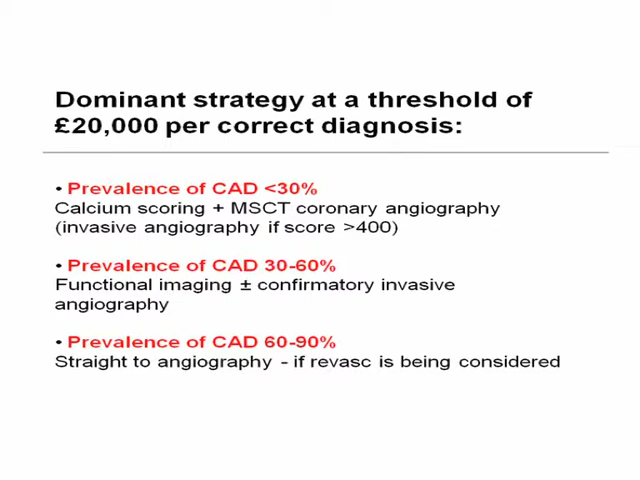 Dominant strategy at a threshold of
£20,000 per correct diagnosis:
• Prevalence of CAD <30%
Calcium scoring + MSCT coronary angiography
(invasive angiography if score >400)
• Prevalence of CAD 30-60%
Functional imaging ± confirmatory invasive
angiography
• Prevalence of CAD 60-90%
Straight to angiography - if revasc is being considered